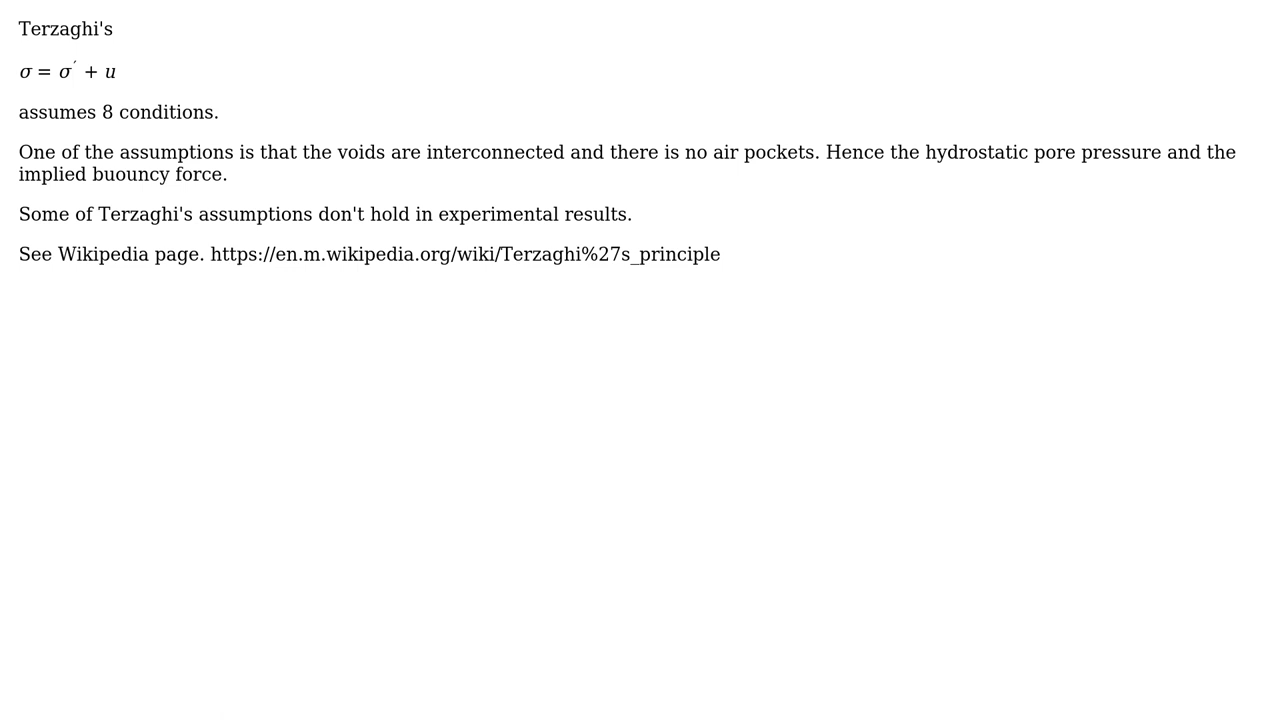 Terzaghi's
σ = σ′ + u
assumes 8 conditions.
One of the assumptions is that the voids are interconnected and there is no air pockets. Hence the hydrostatic pore pressure and the
implied buouncy force.
Some of Terzaghi's assumptions don't hold in experimental results.
See Wikipedia page. https://en.m.wikipedia.org/wiki/Terzaghi%27s_principle